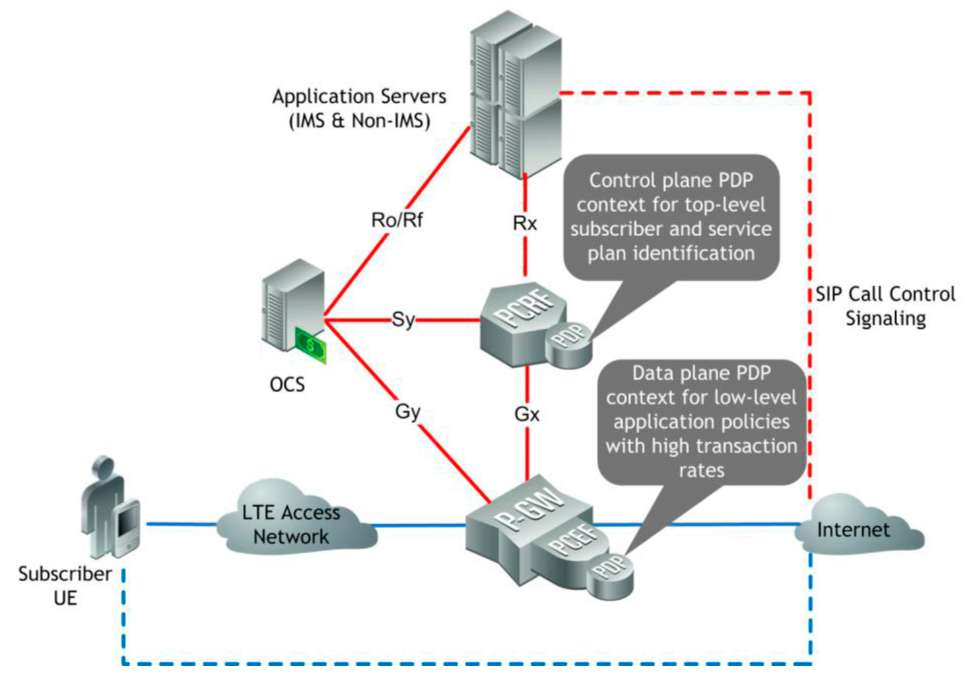 Application Servers
(IMS & Non-IMS)
Control plane PDP
context for top-level
subscriber and service
plan identification
Ro/Rf
Rx
SIP Call Control
Signaling
PCRF
PDP
Sy
OCS
Data plane PDP
context for low-level
application policies
with high transaction
rates
Gy
Gx
LTE Access
Network
P-GW
PCEF
PDP
Internet
Subscriber
UE